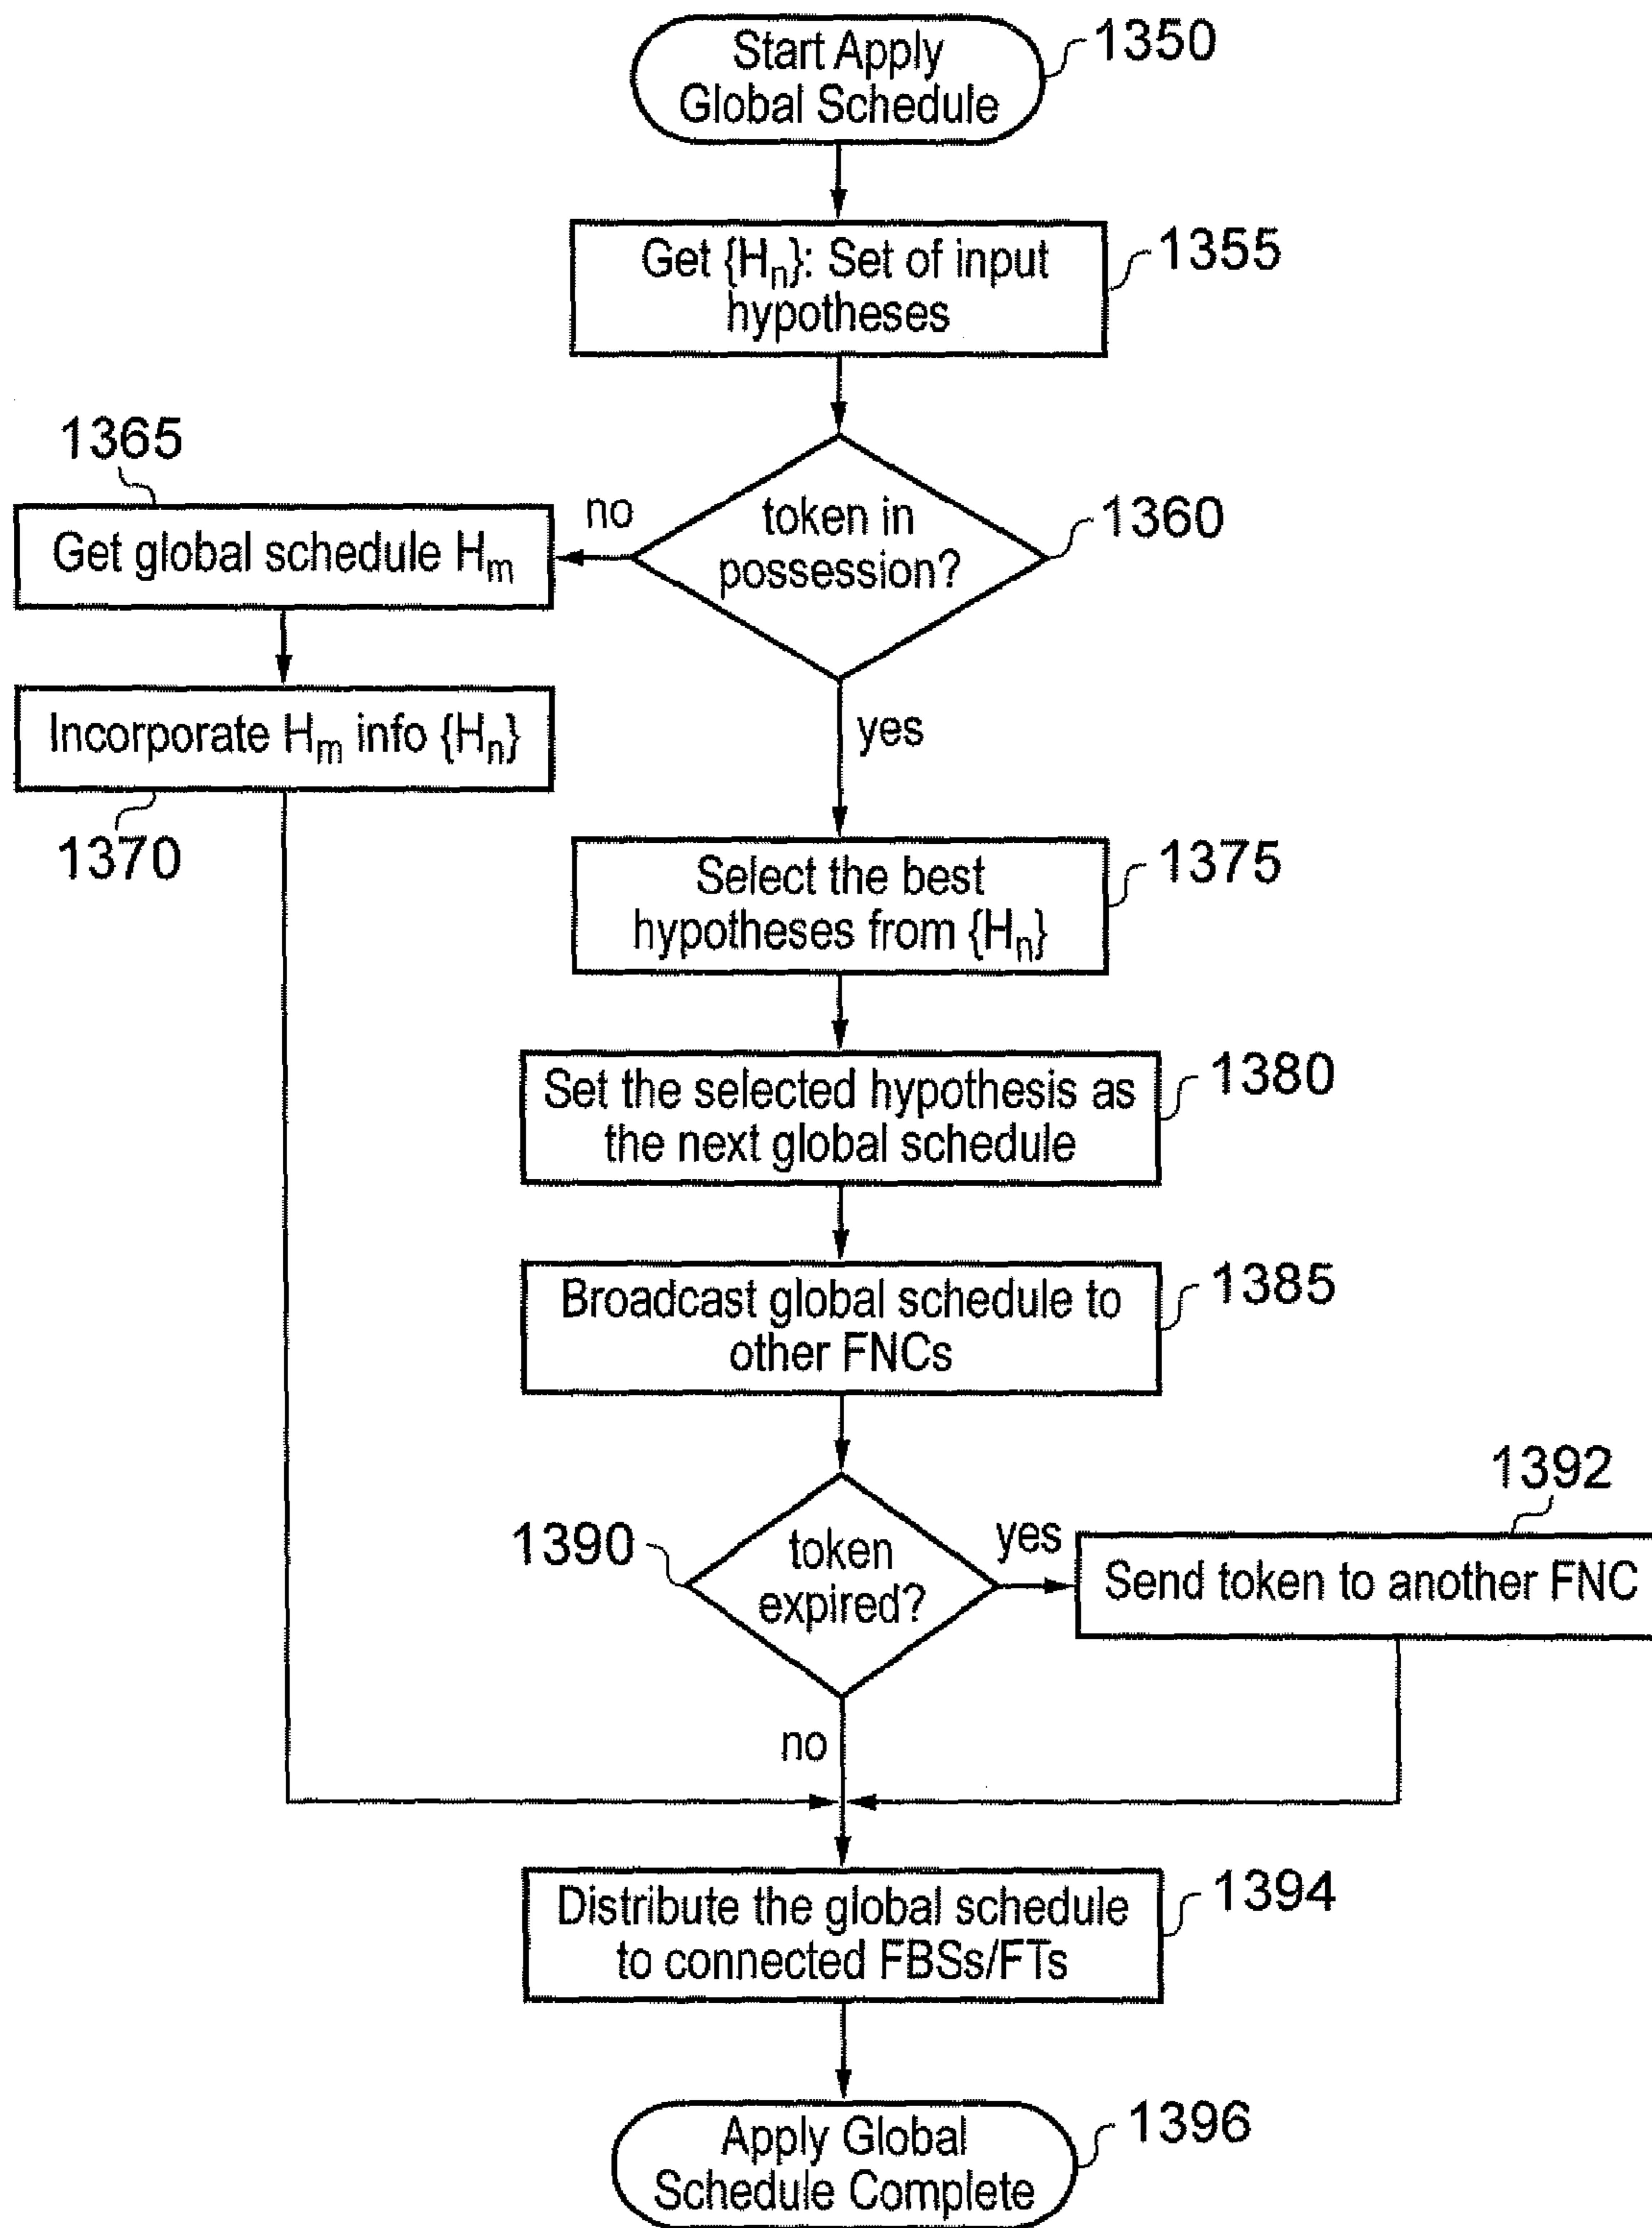 Start Apply
Global Schedule
1350
Get {Hn}: Set of input
hypotheses
1355
token in
possession?
1360
no
1365
Get global schedule Hm
Incorporate Hm info {Hn}
1370
yes
Select the best
hypotheses from {Hn}
1375
Set the selected hypothesis as
the next global schedule
1380
Broadcast global schedule to
other FNCs
1385
1390
token
expired?
yes
1392
Send token to another FNC
no
Distribute the global schedule
to connected FBSs/FTs
1394
Apply Global
Schedule Complete
1396